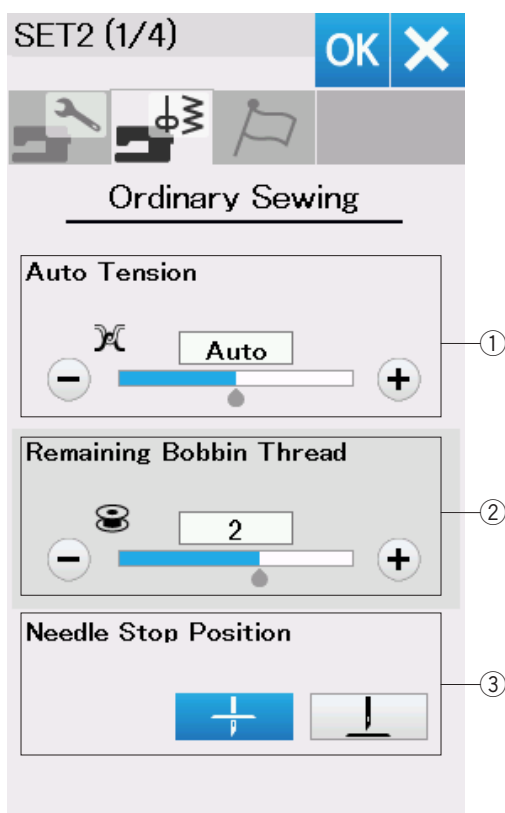 SET2 (1/4)
OK
Ordinary Sewing
Auto Tension
Auto
①
Remaining Bobbin Thread
2
②
Needle Stop Position
③